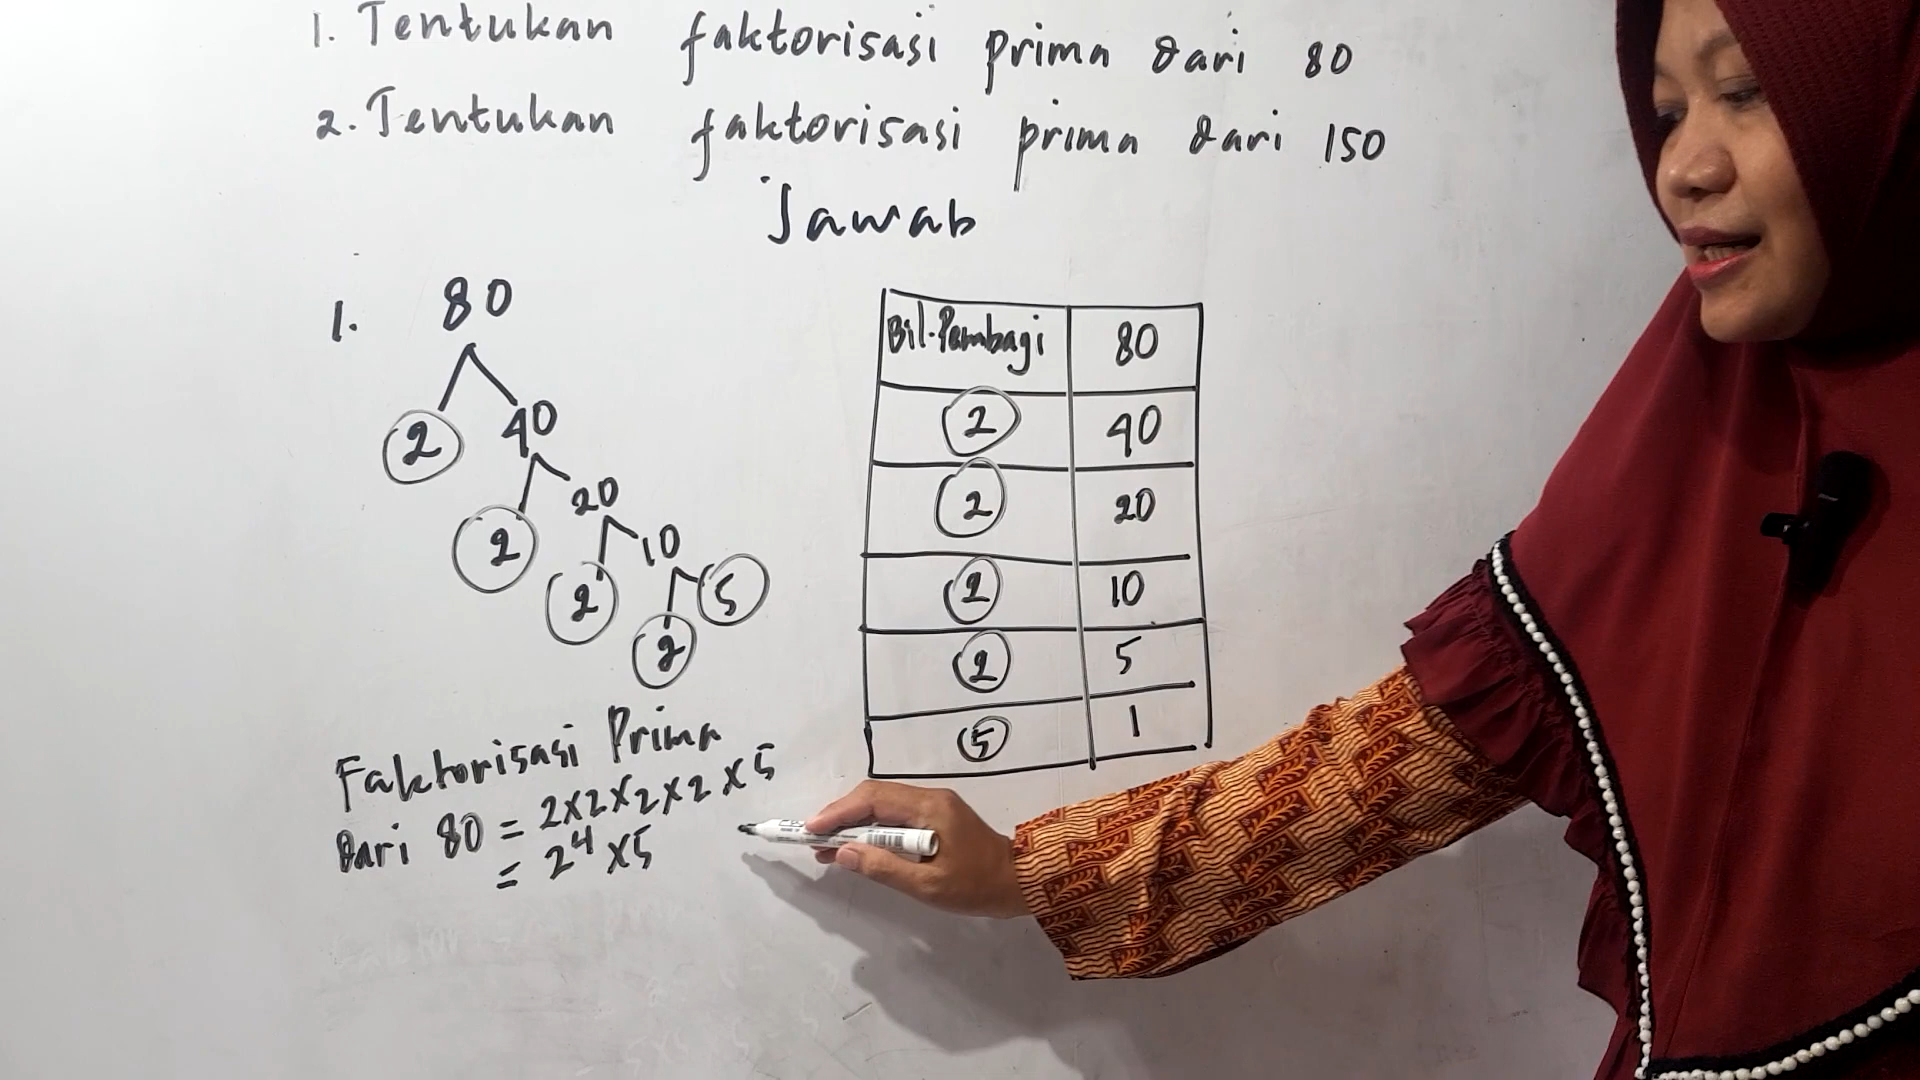 1. Tentukan faktorisasi prima dari 80
2. Tentukan faktorisasi prima dari 150
Jawab
1. 80
2 40
2 20
2 10
2 5
Faktorisasi Prima
Dari 80 = 2x2x2x2x5
= 2⁴ x5
Bil. Pembagi 80
2 40
2 20
2 10
2 5
5 1